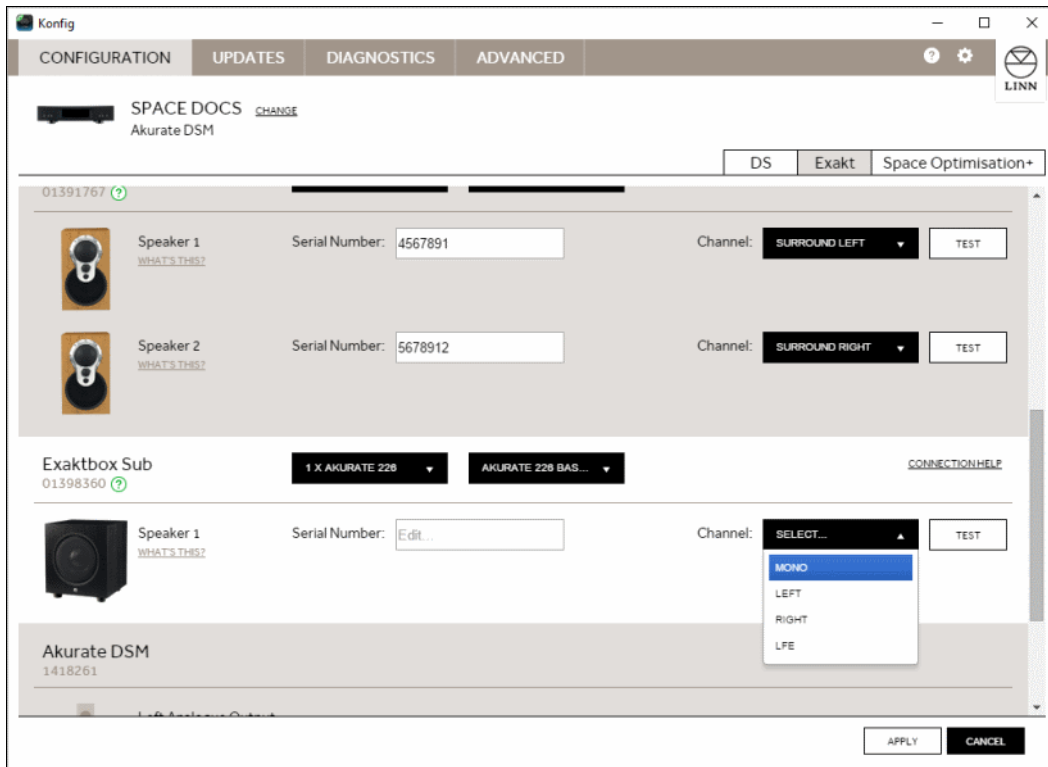 Konfig
CONFIGURATION UPDATES DIAGNOSTICS ADVANCED
LINN
SPACE DOCS CHANGE
Akurate DSM
DS Exakt Space Optimisation+
01391767 ?
Speaker 1 Serial Number: 4567891 Channel: SURROUND LEFT TEST
WHAT'S THIS?
Speaker 2 Serial Number: 5678912 Channel: SURROUND RIGHT TEST
WHAT'S THIS?
Exaktbox Sub 1 X AKURATE 226 AKURATE 226 BAS... CONNECTION HELP
01398360 ?
Speaker 1 Serial Number: Edit... Channel: SELECT... TEST
WHAT'S THIS?
MONO
LEFT
RIGHT
LFE
Akurate DSM
1418261
Left Analogue Output
APPLY CANCEL